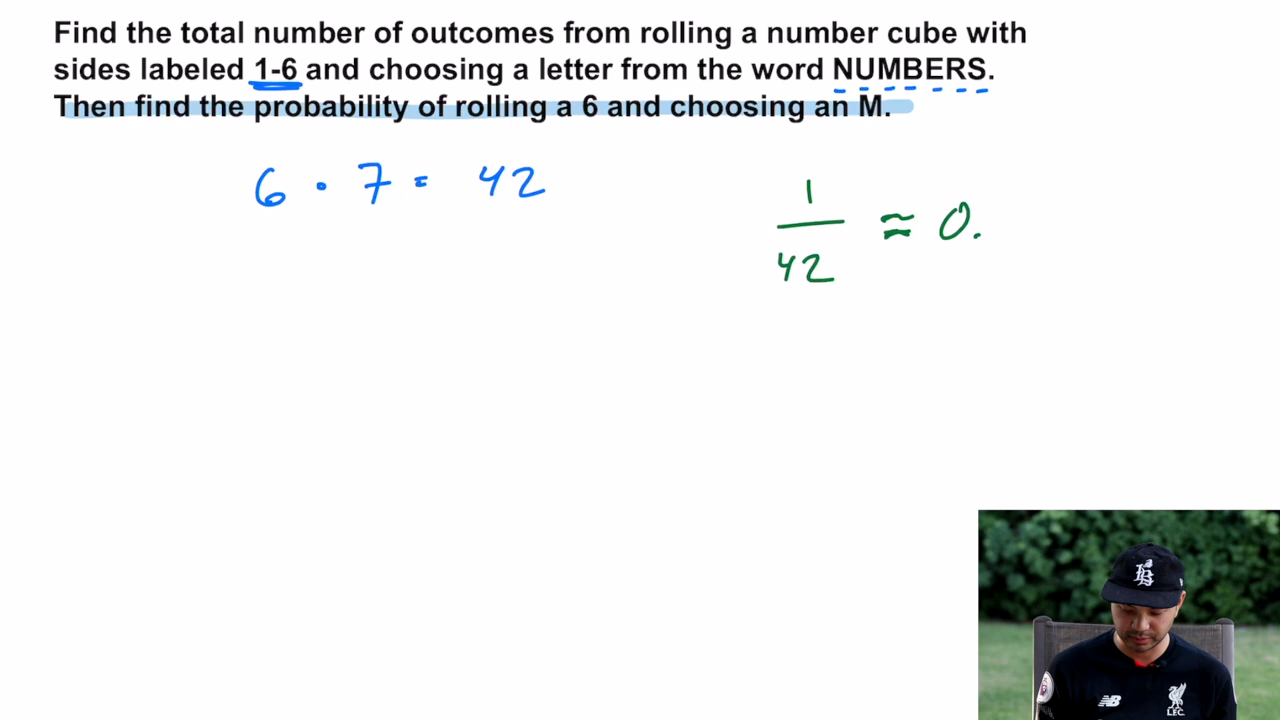 Find the total number of outcomes from rolling a number cube with
sides labeled 1-6 and choosing a letter from the word NUMBERS.
Then find the probability of rolling a 6 and choosing an M.
6 · 7 = 42
1
42
≈ 0.
NB
L.F.C.